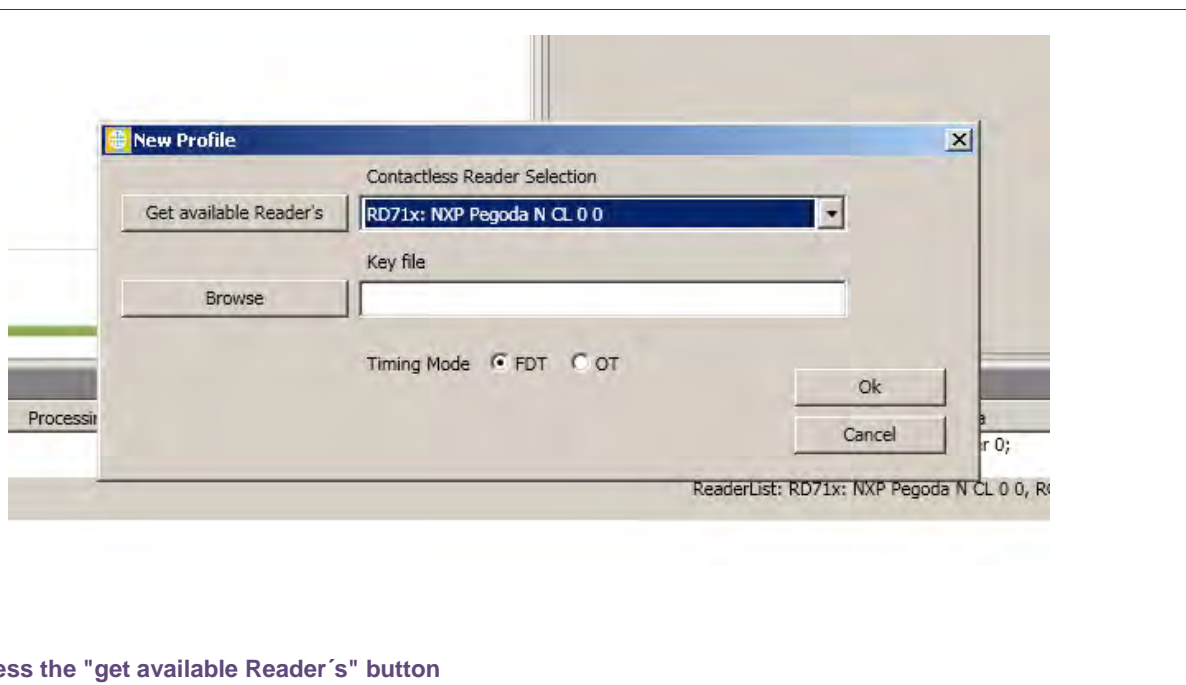 New Profile
Contactless Reader Selection
Get available Reader's
RD71x: NXP Pegoda N CL 0 0
Key file
Browse
Timing Mode FDT OT
Ok
Cancel
r 0;
ReaderList: RD71x: NXP Pegoda N CL 0 0,
ess the "get available Reader´s" button